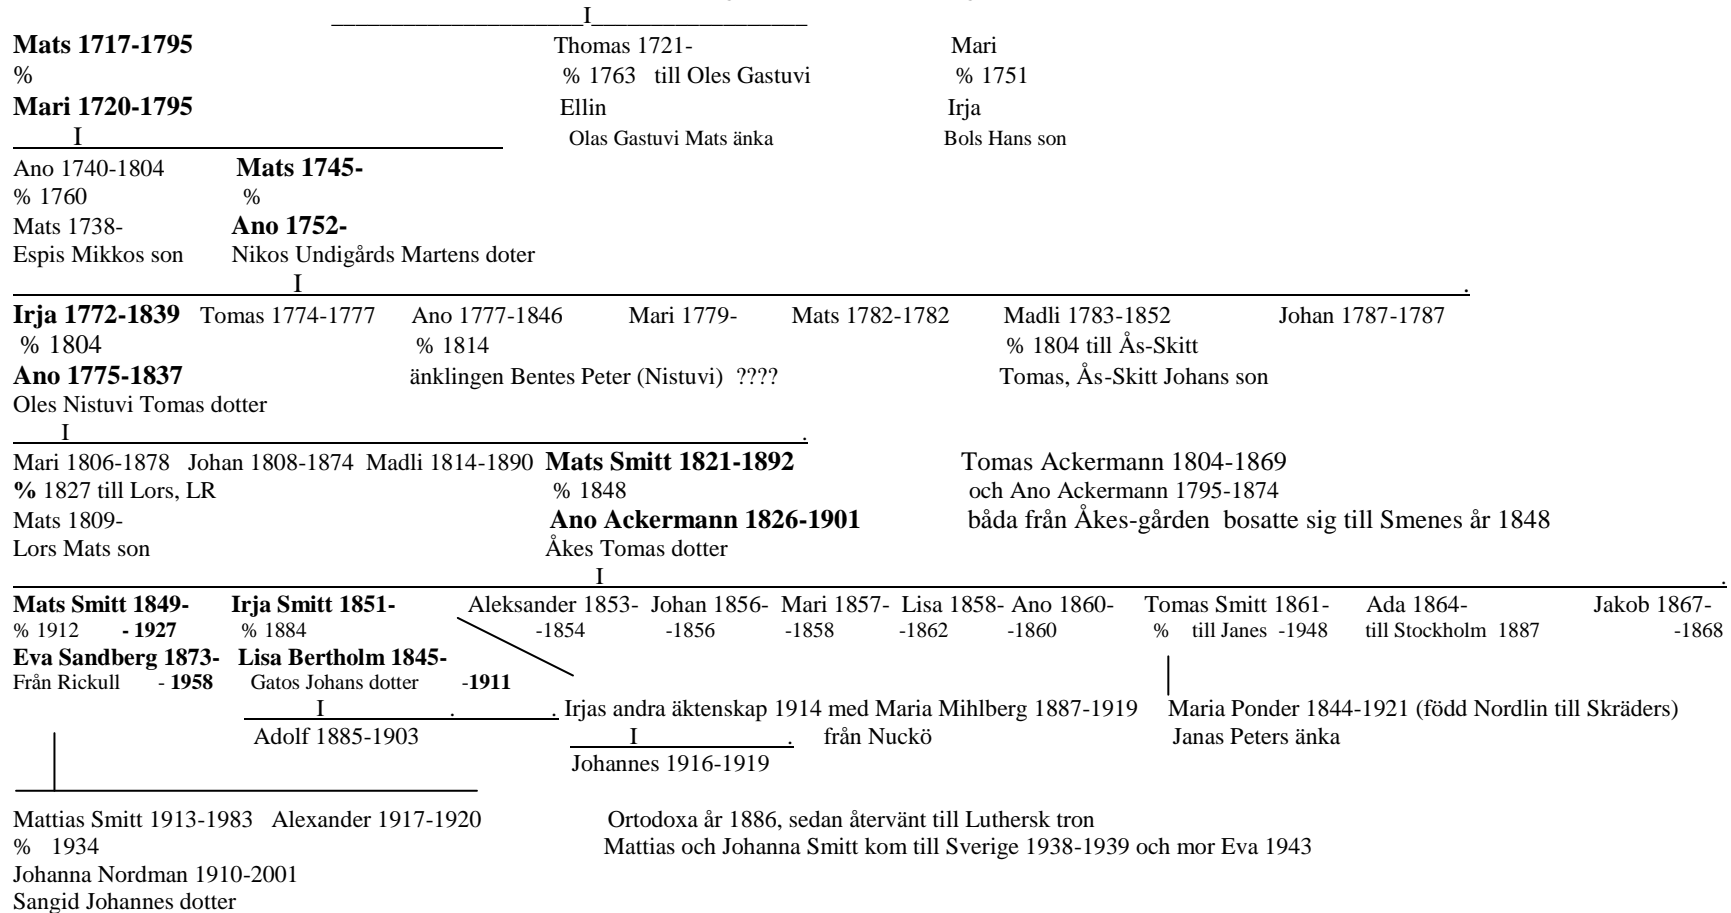 Mats 1717-1795 Thomas 1721- Mari
% % 1763 till Oles Gastuvi % 1751
Mari 1720-1795 Ellin Irja
I Olas Gastuvi Mats änka Bols Hans son
Ano 1740-1804 Mats 1745-
% 1760 %
Mats 1738- Ano 1752-
Espis Mikkos son Nikos Undigårds Martens doter
I .
Irja 1772-1839 Tomas 1774-1777 Ano 1777-1846 Mari 1779- Mats 1782-1782 Madli 1783-1852 Johan 1787-1787
% 1804 % 1814 % 1804 till Ås-Skitt
Ano 1775-1837 änklingen Bentes Peter (Nistuvi) ???? Tomas, Ås-Skitt Johans son
Oles Nistuvi Tomas dotter
I .
Mari 1806-1878 Johan 1808-1874 Madli 1814-1890 Mats Smitt 1821-1892 Tomas Ackermann 1804-1869
% 1827 till Lors, LR % 1848 och Ano Ackermann 1795-1874
Mats 1809- Ano Ackermann 1826-1901 båda från Åkes-gården bosatte sig till Smenes år 1848
Lors Mats son Åkes Tomas dotter
I .
Mats Smitt 1849- Irja Smitt 1851- Aleksander 1853- Johan 1856- Mari 1857- Lisa 1858- Ano 1860- Tomas Smitt 1861- Ada 1864- Jakob 1867-
% 1912 - 1927 % 1884 -1854 -1856 -1858 -1862 -1860 % till Janes -1948 till Stockholm 1887 -1868
Eva Sandberg 1873- Lisa Bertholm 1845-
Från Rickull - 1958 Gatos Johans dotter -1911
I . . Irjas andra äktenskap 1914 med Maria Mihlberg 1887-1919 Maria Ponder 1844-1921 (född Nordlin till Skräders)
Adolf 1885-1903 I . från Nuckö Janas Peters änka
Johannes 1916-1919
Mattias Smitt 1913-1983 Alexander 1917-1920 Ortodoxa år 1886, sedan återvänt till Luthersk tron
% 1934 Mattias och Johanna Smitt kom till Sverige 1938-1939 och mor Eva 1943
Johanna Nordman 1910-2001
Sangid Johannes dotter